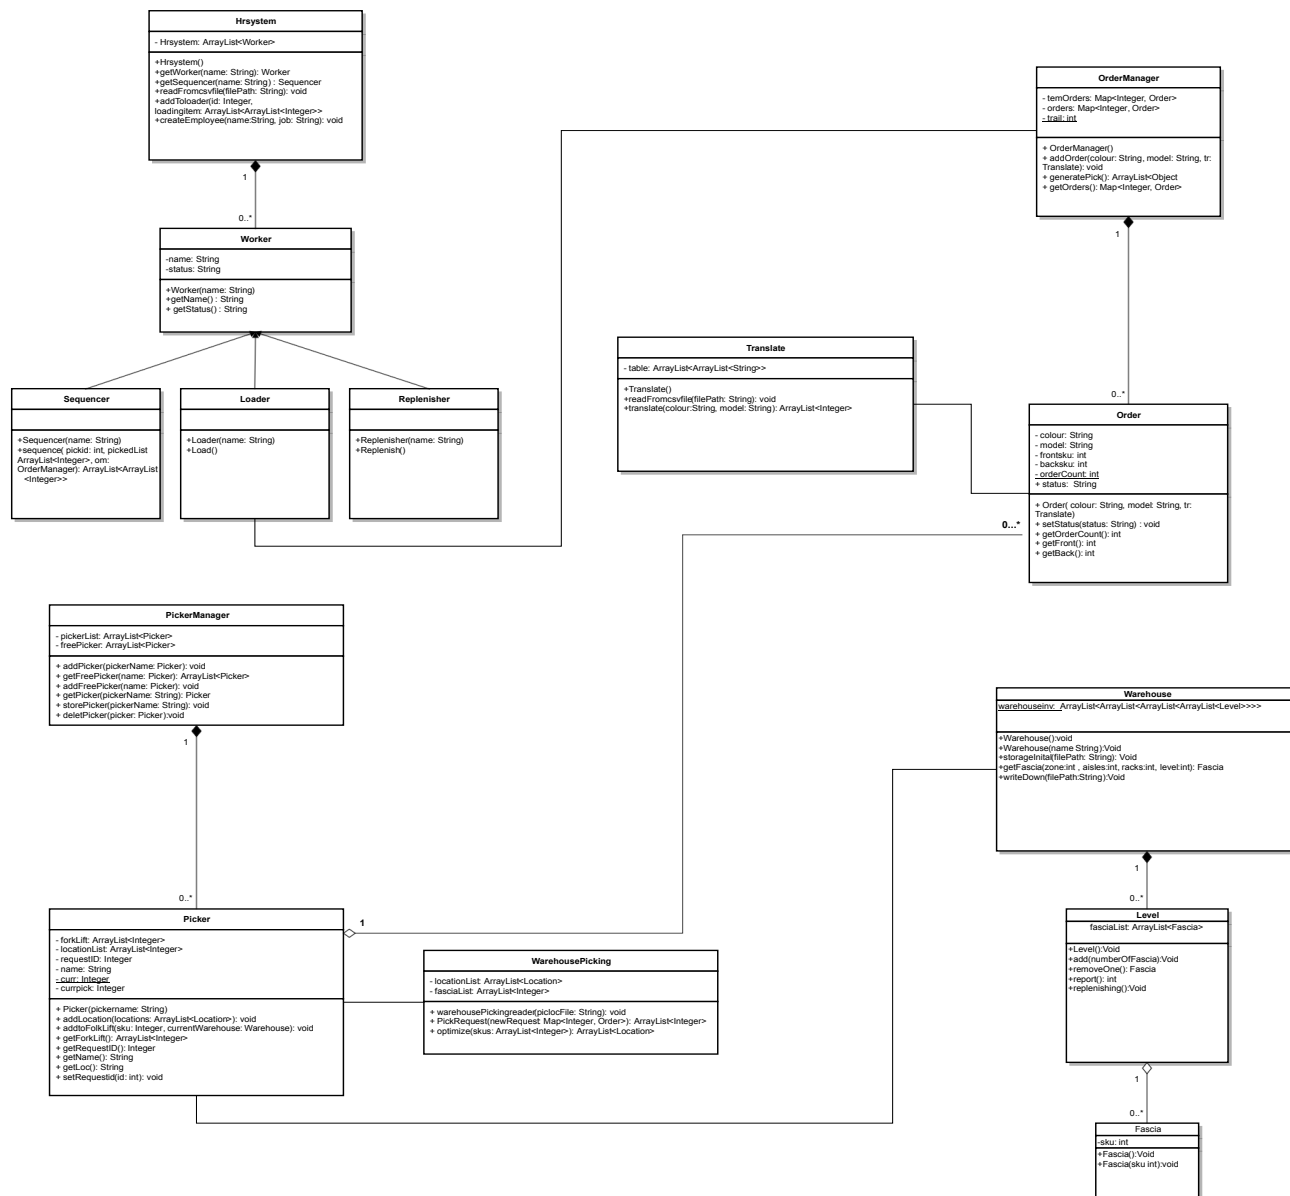 Hrsystem
- Hrsystem: ArrayList<Worker>
+Hrsystem()
+getWorker(name: String): Worker
+getSequencer(name: String) : Sequencer
+readFromcsvfile(filePath: String): void
+addToloader(id: Integer,
loadingitem: ArrayList<ArrayList<Integer>>
+createEmployee(name:String, job: String): void
1
0..*
Worker
-name: String
-status: String
+Worker(name: String)
+getName() : String
+ getStatus() : String
Sequencer
+Sequencer(name: String)
+sequence( pickid: int, pickedList
ArrayList<Integer>, om:
OrderManager): ArrayList<ArrayList
<Integer>>
Loader
+Loader(name: String)
+Load()
Replenisher
+Replenisher(name: String)
+Replenish()
OrderManager
- temOrders: Map<Integer, Order>
- orders: Map<Integer, Order>
- trail: int
+ OrderManager()
+ addOrder(colour: String, model: String, tr:
Translate): void
+ generatePick(): ArrayList<Object
+ getOrders(): Map<Integer, Order>
1
0..*
Translate
- table: ArrayList<ArrayList<String>>
+Translate()
+readFromcsvfile(filePath: String): void
+translate(colour:String, model: String): ArrayList<Integer>
Order
- colour: String
- model: String
- frontsku: int
- backsku: int
- orderCount: int
+ status: String
+ Order( colour: String, model: String, tr:
Translate)
+ setStatus(status: String) : void
+ getOrderCount(): int
+ getFront(): int
+ getBack(): int
0...*
PickerManager
- pickerList: ArrayList<Picker>
- freePicker: ArrayList<Picker>
+ addPicker(pickerName: Picker): void
+ getFreePicker(name: Picker): ArrayList<Picker>
+ addFreePicker(name: Picker): void
+ getPicker(pickerName: String): Picker
+ storePicker(pickerName: String): void
+ deletPicker(picker: Picker):void
1
0..*
Picker
- forkLift: ArrayList<Integer>
- locationList: ArrayList<Integer>
- requestID: Integer
- name: String
- curr: Integer
- currpick: Integer
+ Picker(pickername: String)
+ addLocation(locations: ArrayList<Location>): void
+ addtoFolkLift(sku: Integer, currentWarehouse: Warehouse): void
+ getForkLift(): ArrayList<Integer>
+ getRequestID(): Integer
+ getName(): String
+ getLoc(): String
+ setRequestid(id: int): void
1
WarehousePicking
- locationList: ArrayList<Location>
- fasciaList: ArrayList<Integer>
+ warehousePickingreader(piclocFile: String): void
+ PickRequest(newRequest: Map<Integer, Order>): ArrayList<Integer>
+ optimize(skus: ArrayList<Integer>): ArrayList<Location>
Warehouse
warehouseinv: ArrayList<ArrayList<ArrayList<ArrayList<Level>>>>
+Warehouse():void
+Warehouse(name String):Void
+storageInital(filePath: String): Void
+getFascia(zone:int , aisles:int, racks:int, level:int): Fascia
+writeDown(filePath:String):Void
1
0..*
Level
fasciaList: ArrayList<Fascia>
+Level():Void
+add(numberOfFascia):Void
+removeOne(): Fascia
+report(): int
+replenishing():Void
1
0..*
Fascia
-sku: int
+Fascia():Void
+Fascia(sku int):void